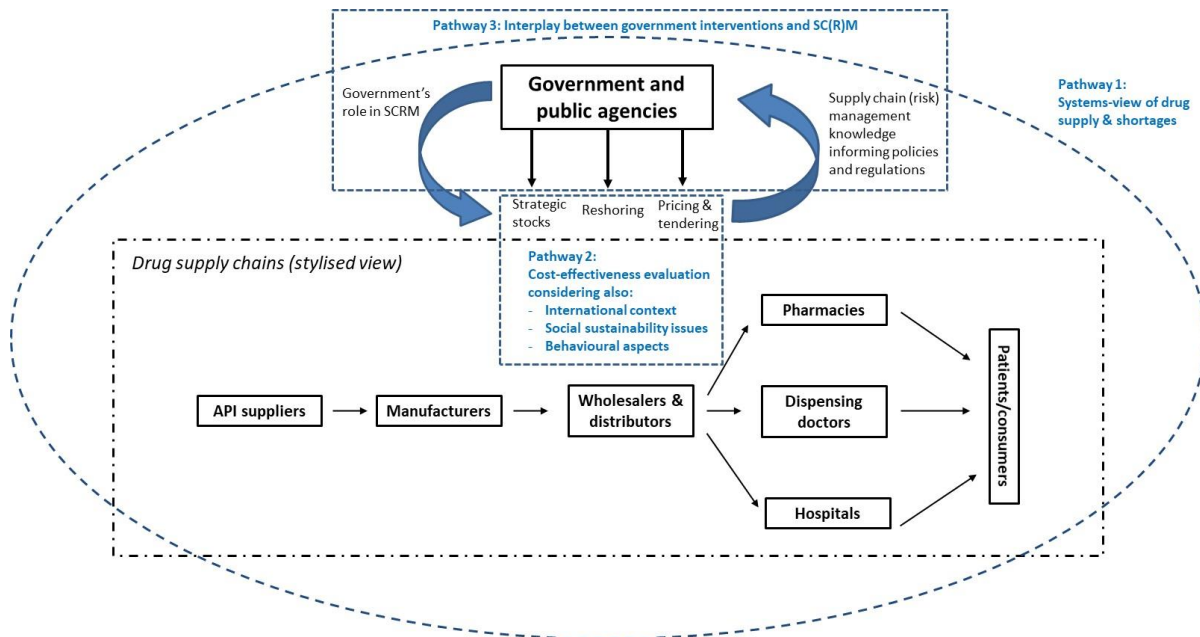 Pathway 3: Interplay between government interventions and SC(R)M
Government and
public agencies
Government's
role in SCRM
Supply chain (risk)
management
knowledge
informing policies
and regulations
Pathway 1:
Systems-view of drug
supply & shortages
Strategic
stocks
Reshoring
Pricing &
tendering
Drug supply chains (stylised view)
Pathway 2:
Cost-effectiveness evaluation
considering also:
- International context
- Social sustainability issues
- Behavioural aspects
API suppliers
Manufacturers
Wholesalers &
distributors
Pharmacies
Dispensing
doctors
Hospitals
Patients/consumers